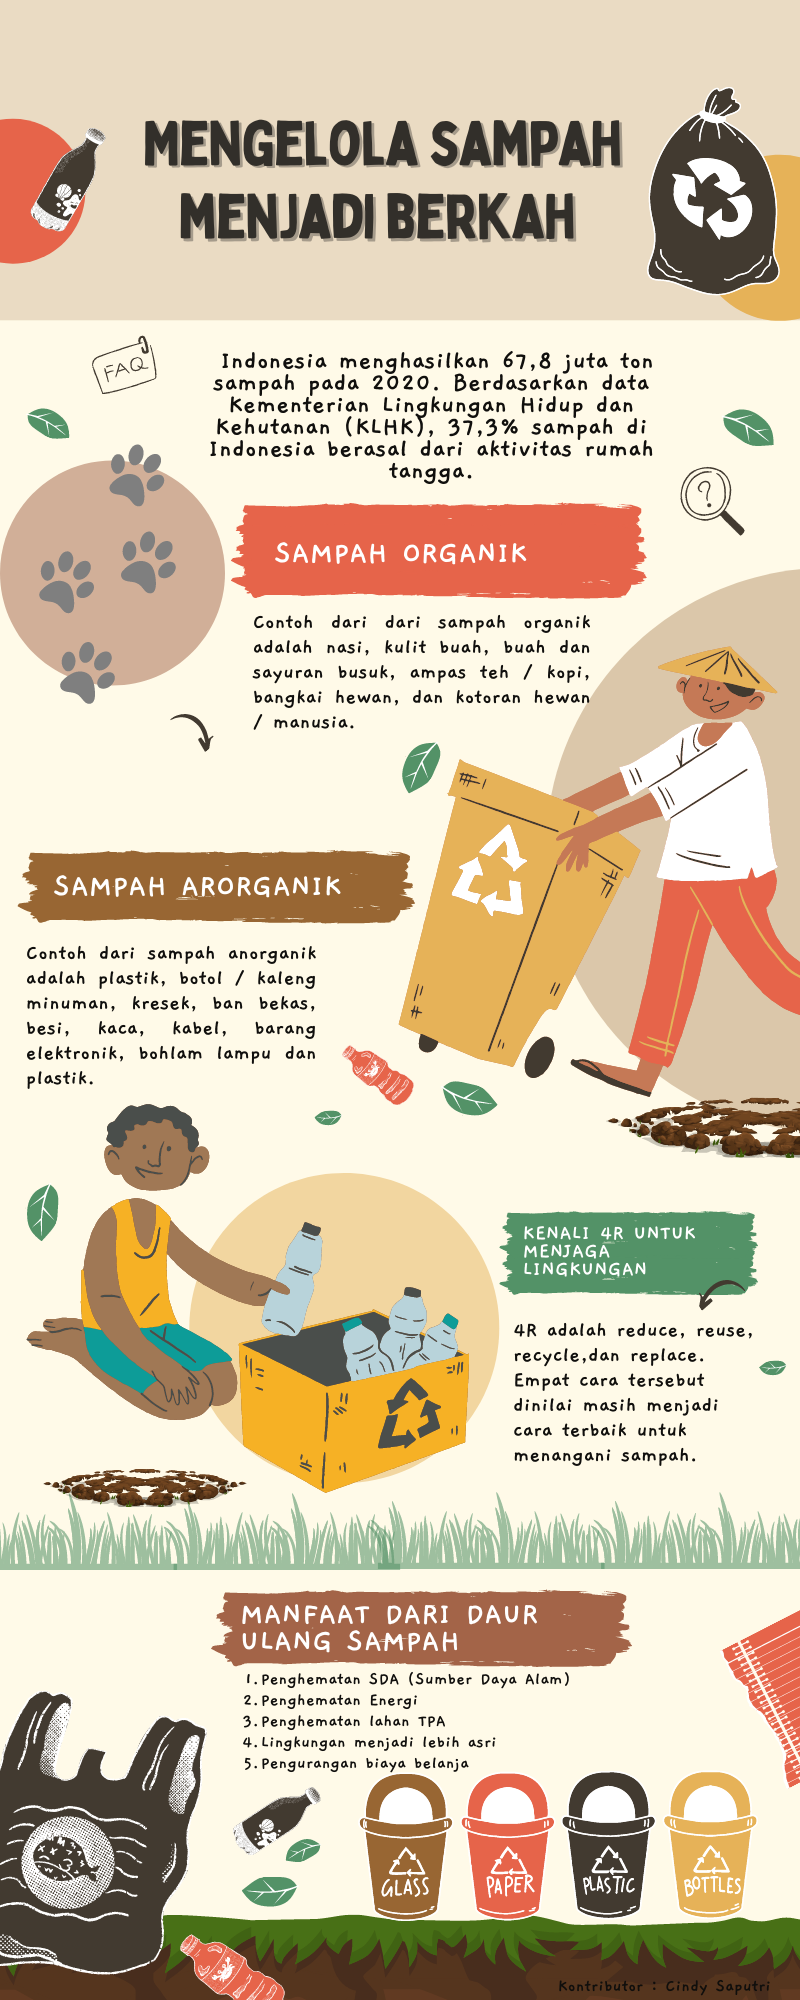 MENGELOLA SAMPAH
MENJADI BERKAH
FAQ
Indonesia menghasilkan 67,8 juta ton
sampah pada 2020. Berdasarkan data
Kementerian Lingkungan Hidup dan
Kehutanan (KLHK), 37,3% sampah di
Indonesia berasal dari aktivitas rumah
tangga.
?
SAMPAH ORGANIK
Contoh dari dari sampah organik
adalah nasi, kulit buah, buah dan
sayuran busuk, ampas teh / kopi,
bangkai hewan, dan kotoran hewan
/ manusia.
SAMPAH ARORGANIK
Contoh dari sampah anorganik
adalah plastik, botol / kaleng
minuman, kresek, ban bekas,
besi, kaca, kabel, barang
elektronik, bohlam lampu dan
plastik.
KENALI 4R UNTUK
MENJAGA
LINGKUNGAN
4R adalah reduce, reuse,
recycle,dan replace.
Empat cara tersebut
dinilai masih menjadi
cara terbaik untuk
menangani sampah.
MANFAAT DARI DAUR
ULANG SAMPAH
1. Penghematan SDA (Sumber Daya Alam)
2. Penghematan Energi
3. Penghematan lahan TPA
4. Lingkungan menjadi lebih asri
5. Pengurangan biaya belanja
GLASS
PAPER
PLASTIC
BOTTLES
Kontributor : Cindy Saputri